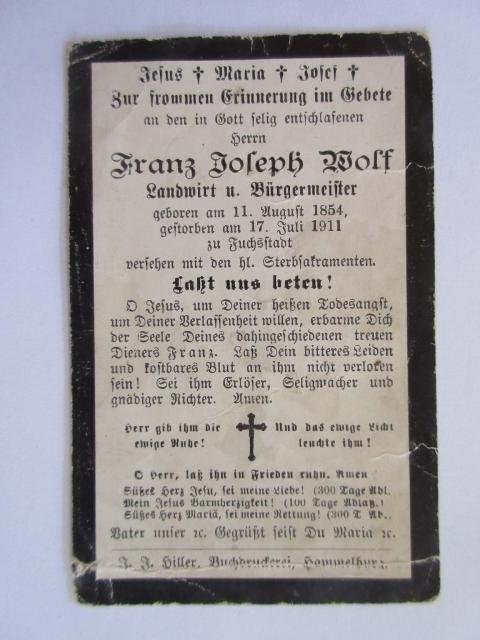 Jesus † Maria † Josef †
Zur frommen Erinnerung im Gebete
an den in Gott selig entschlafenen
Herrn
Franz Joseph Wolf
Landwirt u. Bürgermeister
geboren am 11. August 1854,
gestorben am 17. Juli 1911
zu Fuchsstadt
versehen mit den hl. Sterbsakramenten.
Laßt uns beten!
O Jesus, um Deiner heißen Todesangst,
um Deiner Verlassenheit willen, erbarme Dich
der Seele Deines dahingeschiedenen treuen
Dieners Franz. Laß Dein bitteres Leiden
und kostbares Blut an ihm nicht verloren
sein! Sei ihm Erlöser, Seligmacher und
gnädiger Richter. Amen.
Herr gib ihm die
ewige Ruhe!
Und das ewige Licht
leuchte ihm!
O Herr, laß ihn in Frieden ruhn. Amen
Süßes Herz Jesu, sei meine Liebe! (300 Tage Abl.
Mein Jesus Barmherzigkeit! (100 Tage Ablaß.)
Süßes Herz Mariä, sei meine Rettung! (300 T Ab.,
Vater unser ꝛc. Gegrüßt seist Du Maria ꝛc.
J. J. Hiller, Buchdruckerei, Hammelburg.